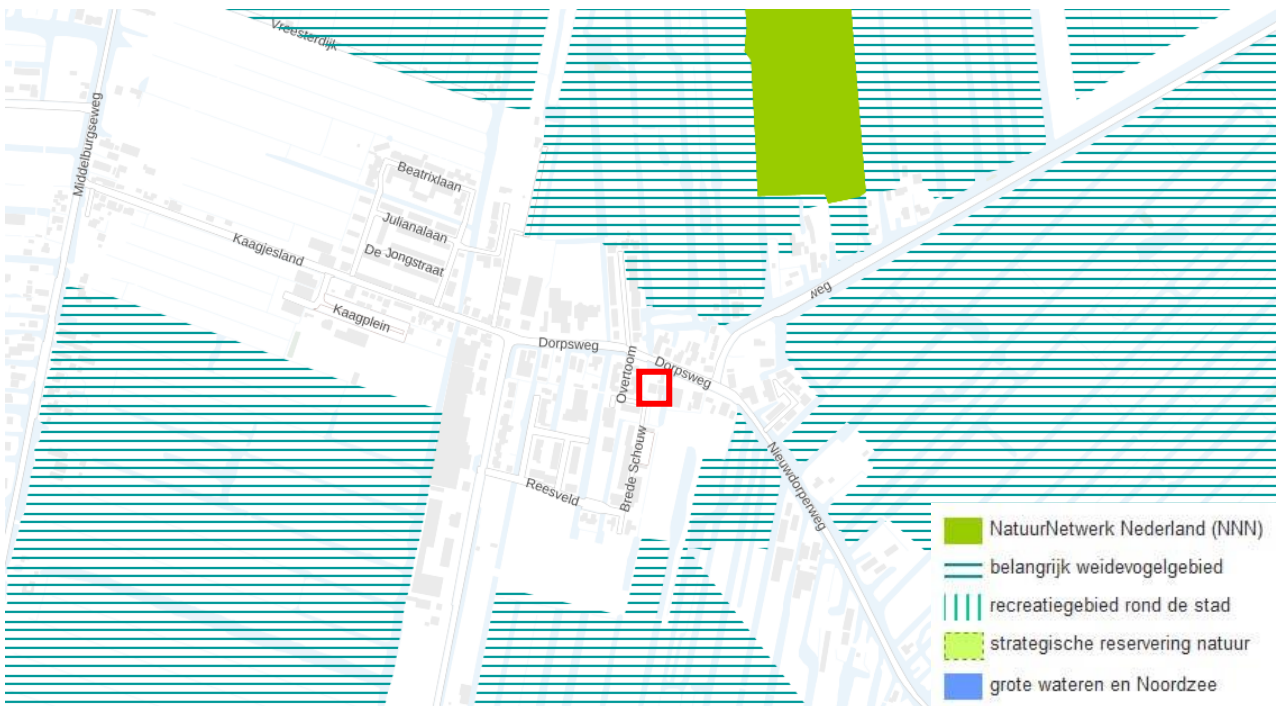 Vreesterdijk
Middelburgseweg
Beatrixlaan
Julianalaan
Kaagjesland
De Jongstraat
weg
Kaagplein
Dorpsweg
Overtoom
Dorpsweg
Brede Schouw
Nieuwdorperweg
Reesveld
NatuurNetwerk Nederland (NNN)
belangrijk weidevogelgebied
recreatiegebied rond de stad
strategische reservering natuur
grote wateren en Noordzee